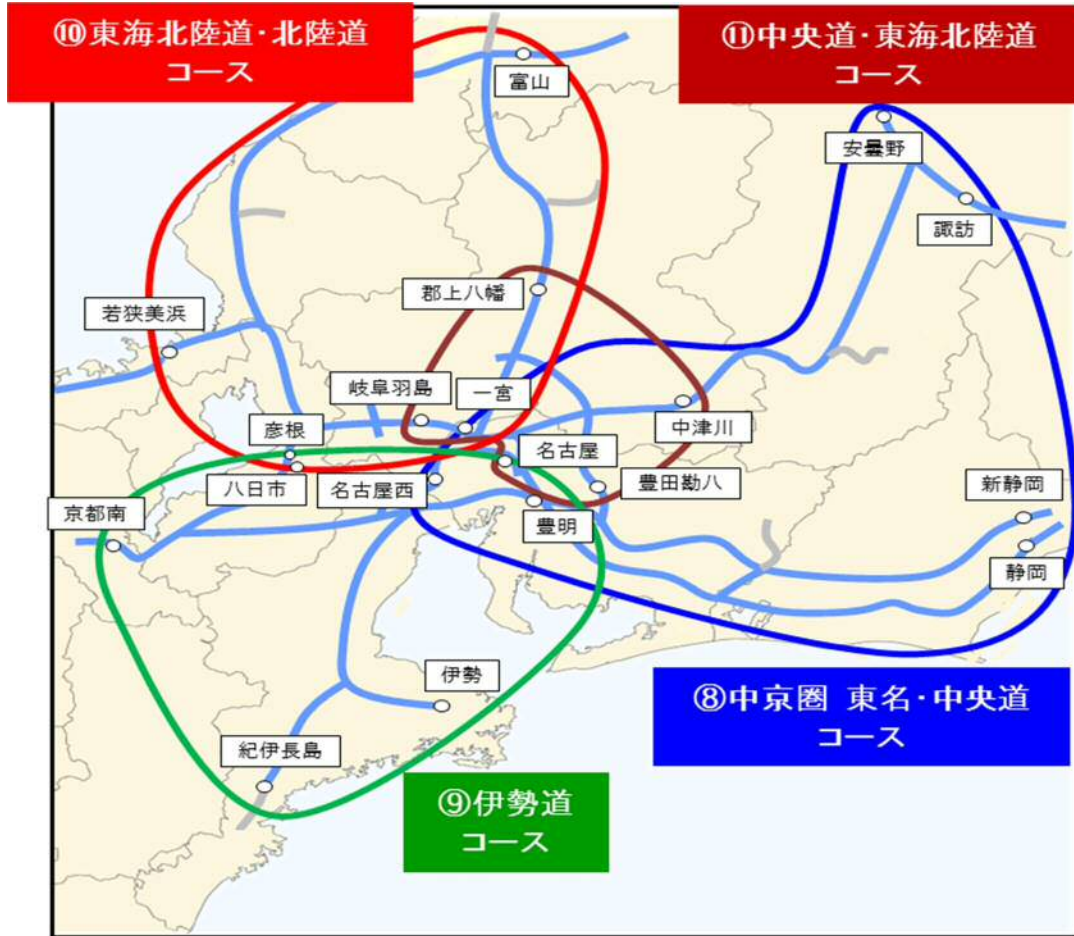 ⑩東海北陸道・北陸道
コース
⑪中央道・東海北陸道
コース
富山
安曇野
諏訪
郡上八幡
若狭美浜
岐阜羽島
一宮
中津川
彦根
名古屋
八日市
名古屋西
豊田勘八
京都南
豊明
新静岡
静岡
伊勢
⑧中京圏 東名・中央道
コース
紀伊長島
⑨伊勢道
コース